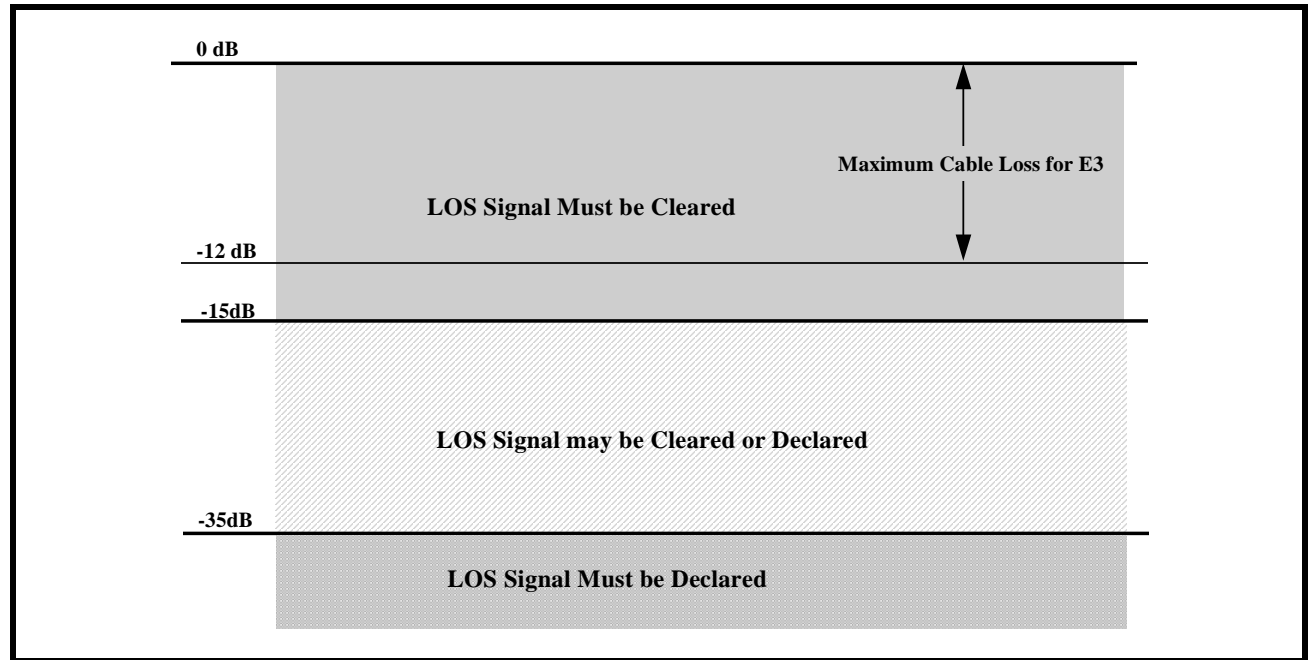 0 dB
Maximum Cable Loss for E3
LOS Signal Must be Cleared
-12 dB
-15dB
LOS Signal may be Cleared or Declared
-35dB
LOS Signal Must be Declared